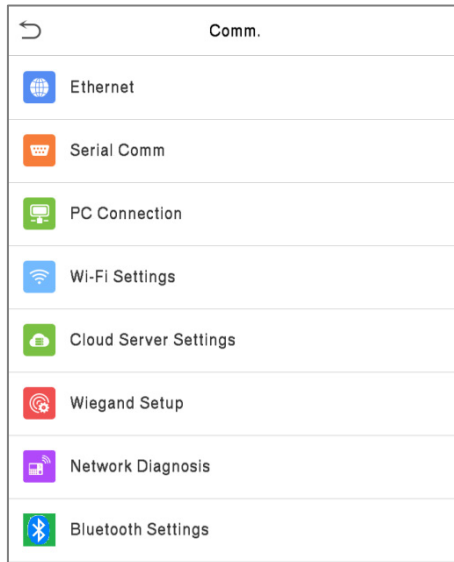 Comm.
Ethernet
Serial Comm
PC Connection
Wi-Fi Settings
Cloud Server Settings
Wiegand Setup
Network Diagnosis
Bluetooth Settings